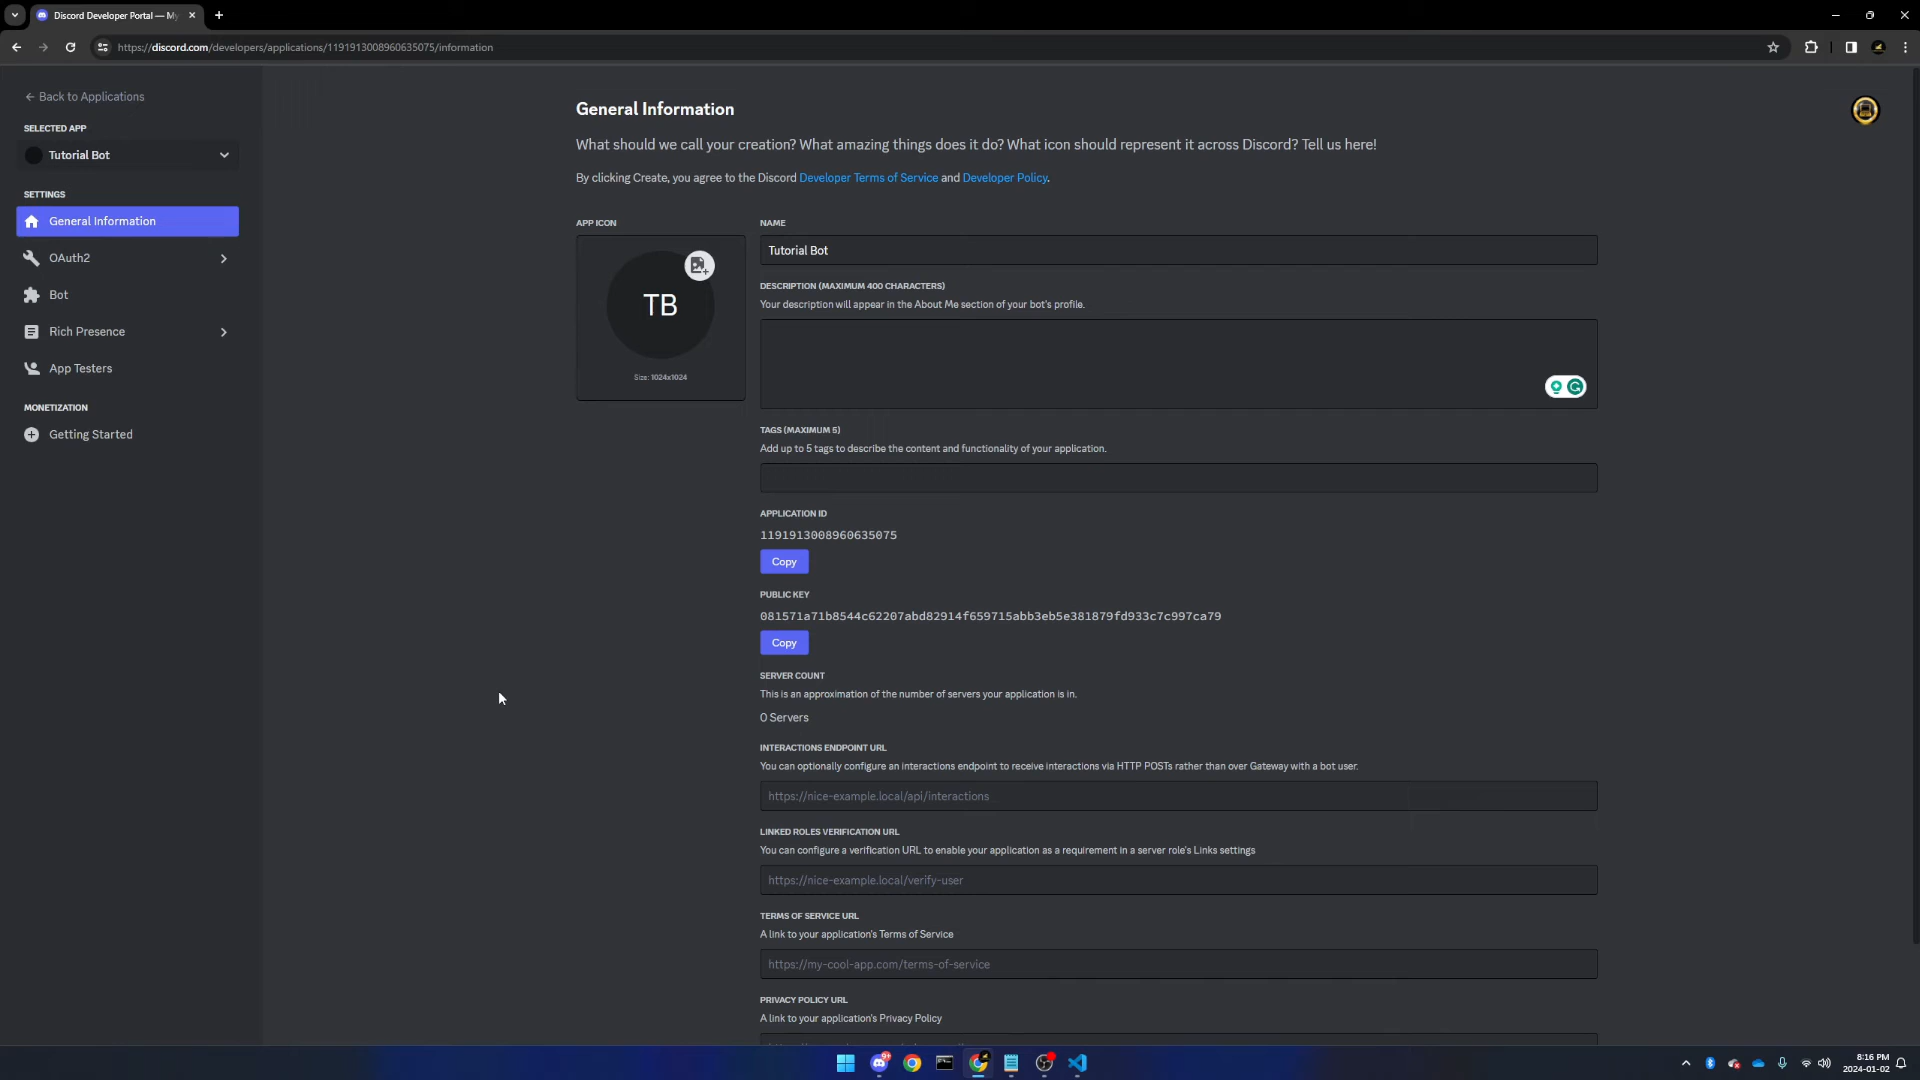 Discord Developer Portal — My
https://discord.com/developers/applications/1191913008960635075/information
Back to Applications
SELECTED APP
Tutorial Bot
SETTINGS
General Information
OAuth2
Bot
Rich Presence
App Testers
MONETIZATION
Getting Started
General Information
What should we call your creation? What amazing things does it do? What icon should represent it across Discord? Tell us here!
By clicking Create, you agree to the Discord Developer Terms of Service and Developer Policy.
APP ICON
TB
Size: 1024x1024
NAME
Tutorial Bot
DESCRIPTION (MAXIMUM 400 CHARACTERS)
Your description will appear in the About Me section of your bot's profile.
TAGS (MAXIMUM 5)
Add up to 5 tags to describe the content and functionality of your application.
APPLICATION ID
1191913008960635075
Copy
PUBLIC KEY
081571a71b8544c62207abd82914f659715abb3eb5e381879fd933c7c997ca79
Copy
SERVER COUNT
This is an approximation of the number of servers your application is in.
0 Servers
INTERACTIONS ENDPOINT URL
You can optionally configure an interactions endpoint to receive interactions via HTTP POSTs rather than over Gateway with a bot user.
https://nice-example.local/api/interactions
LINKED ROLES VERIFICATION URL
You can configure a verification URL to enable your application as a requirement in a server role's Links settings
https://nice-example.local/verify-user
TERMS OF SERVICE URL
A link to your application's Terms of Service
https://my-cool-app.com/terms-of-service
PRIVACY POLICY URL
A link to your application's Privacy Policy
9+
8:16 PM
2024-01-02